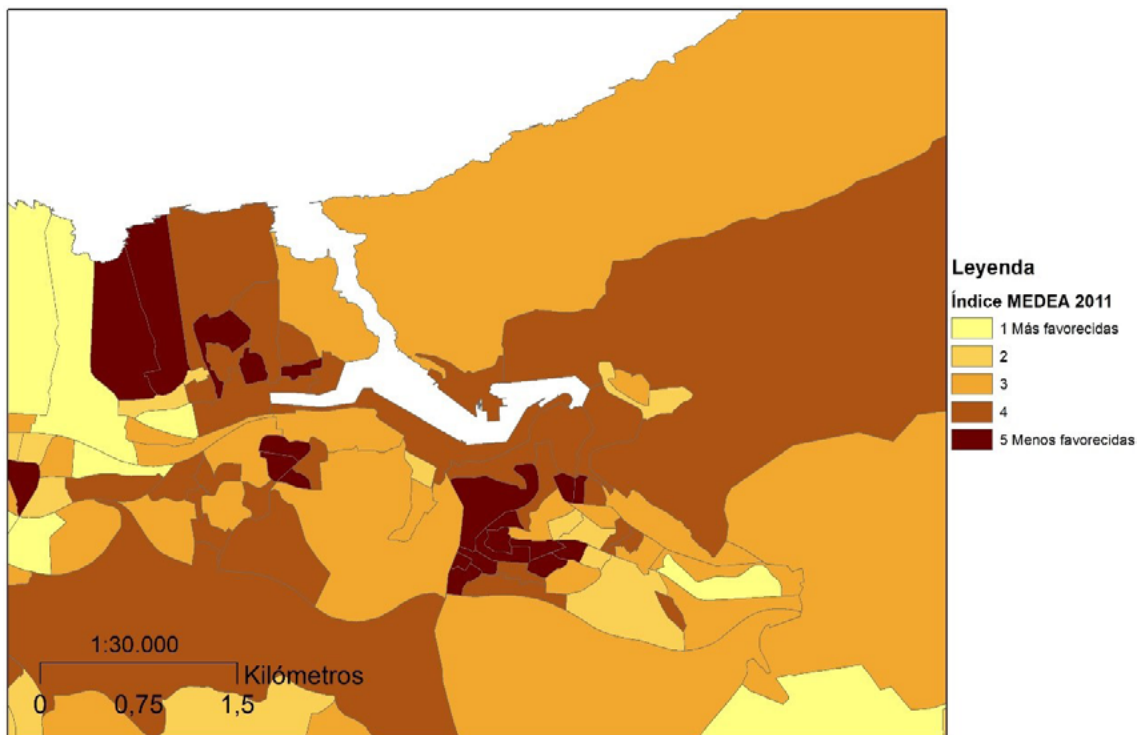 Leyenda
Índice MEDEA 2011
1 Más favorecidas
2
3
4
5 Menos favorecidas
1:30.000
Kilómetros
0 0,75 1,5